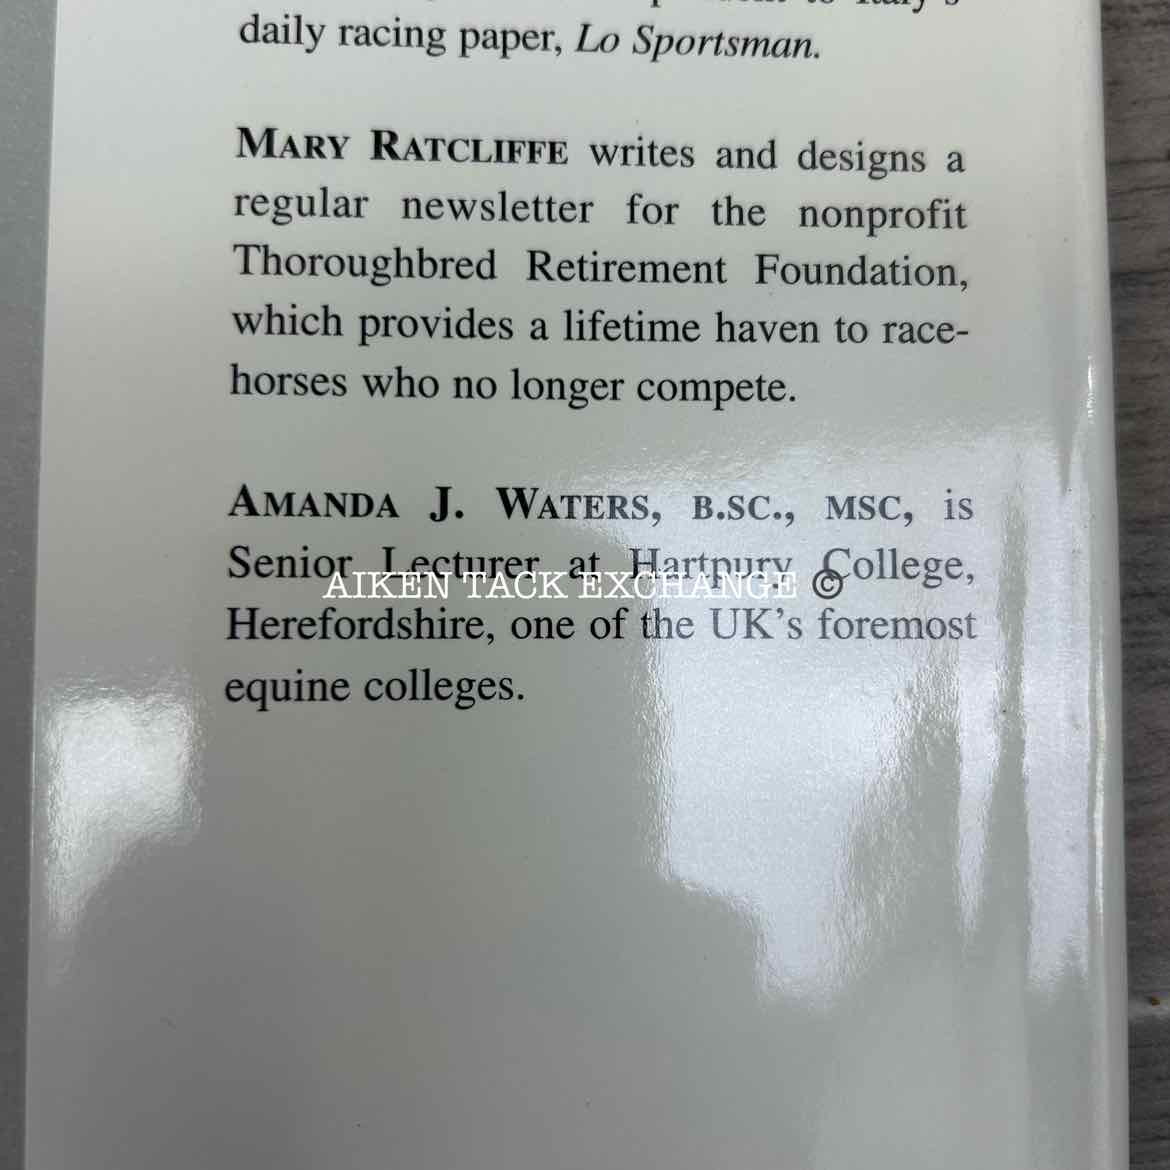 to Italy's
daily racing paper, Lo Sportsman.
MARY RATCLIFFE writes and designs a
regular newsletter for the nonprofit
Thoroughbred Retirement Foundation,
which provides a lifetime haven to race-
horses who no longer compete.
AMANDA J. WATERS, B.SC., MSC, is
Senior Lecturer at Hartpury College,
AIKEN TACK EXCHANGE ©
Herefordshire, one of the UK's foremost
equine colleges.